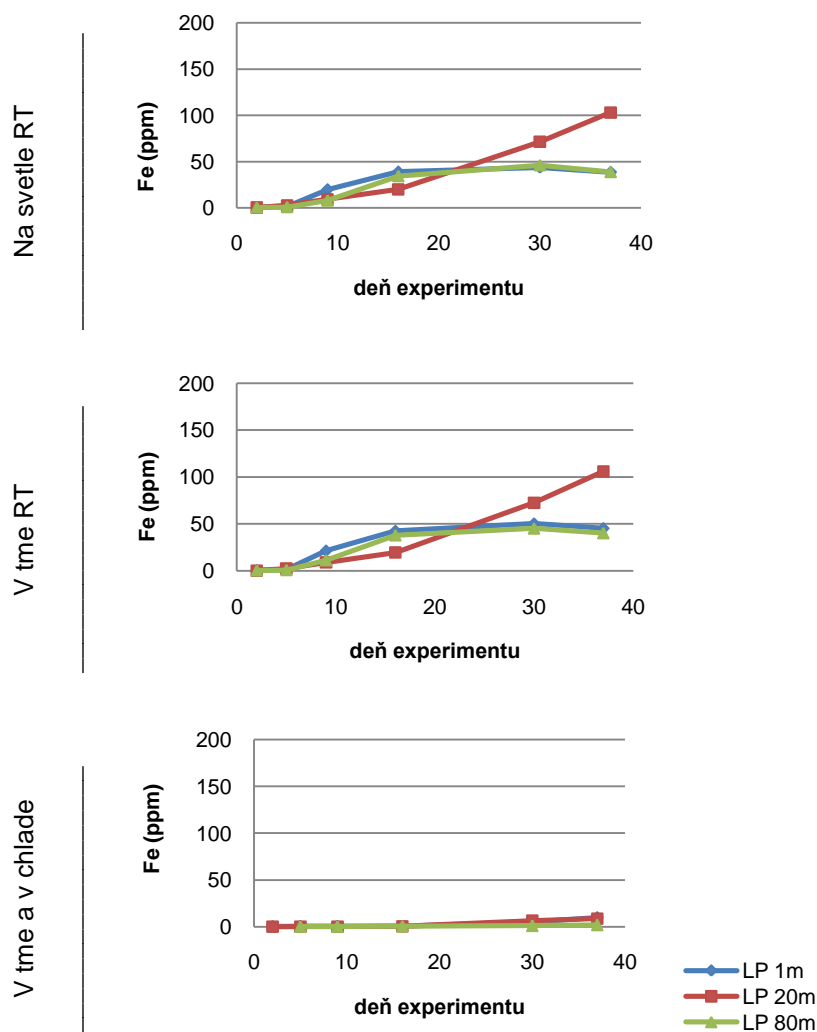 Na svetle RT
200
150
100
50
0
Fe (ppm)
0 10 20 30 40
deň experimentu
V tme RT
200
150
100
50
0
Fe (ppm)
0 10 20 30 40
deň experimentu
V tme a v chlade
200
150
100
50
0
Fe (ppm)
0 10 20 30 40
deň experimentu
LP 1m
LP 20m
LP 80m